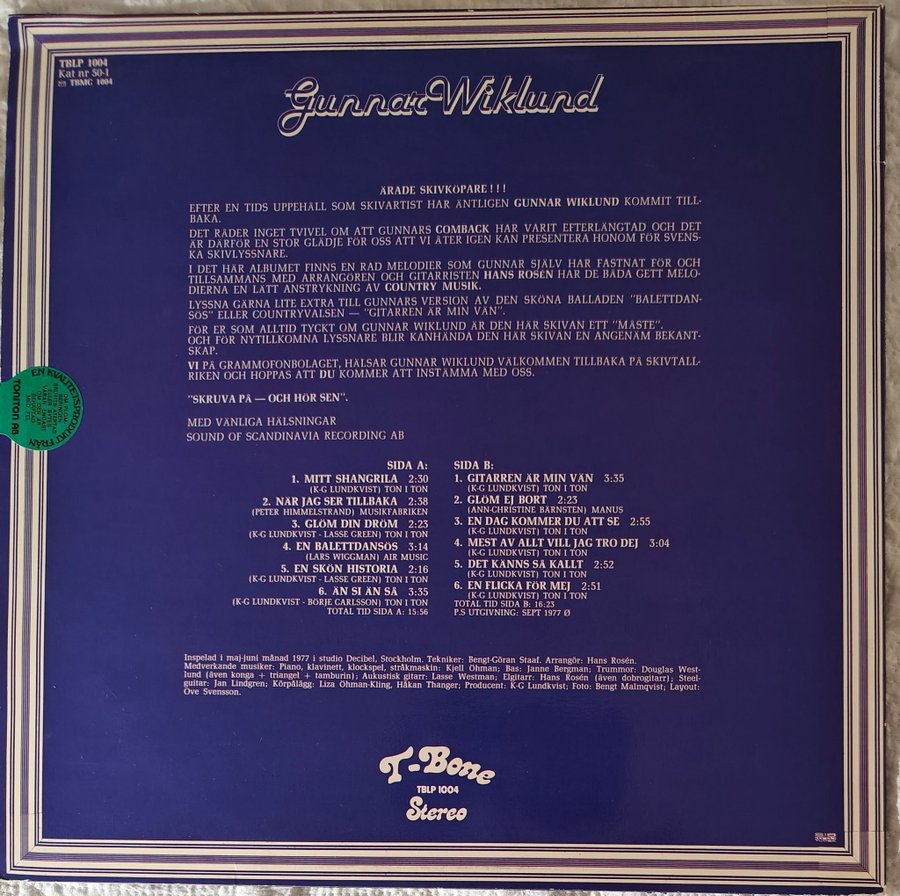 TBLP 1004
Kat nr 50-1
TBMC 1004
Gunnar Wiklund
ÄRADE SKIVKÖPARE!!!
EFTER EN TIDS UPPEHÅLL SOM SKIVARTIST HAR ÄNTLIGEN GUNNAR WIKLUND KOMMIT TILL-
BAKA.
DET RÅDER INGET TVIVEL OM ATT GUNNARS COMBACK HAR VARIT EFTERLÄNGTAD OCH DET
ÄR DÄRFÖR EN STOR GLÄDJE FÖR OSS ATT VI ÅTER IGEN KAN PRESENTERA HONOM FÖR SVENS-
KA SKIVLYSSNARE.
I DET HÄR ALBUMET FINNS EN RAD MELODIER SOM GUNNAR SJÄLV HAR FASTNAT FÖR OCH
TILLSAMMANS MED ARRANGÖREN OCH GITARRISTEN HANS ROSÉN HAR DE BÅDA GETT MELO-
DIERNA EN LÄTT ANSTRYKNING AV COUNTRY MUSIK.
LYSSNA GÄRNA LITE EXTRA TILL GUNNARS VERSION AV DEN SKÖNA BALLADEN "BALETTDAN-
SÖS" ELLER COUNTRYVALSEN — "GITARREN ÄR MIN VÄN".
FÖR ER SOM ALLTID TYCKT OM GUNNAR WIKLUND ÄR DEN HÄR SKIVAN ETT "MÅSTE".
OCH FÖR NYTILLKOMNA LYSSNARE BLIR KANHÄNDA DEN HÄR SKIVAN EN ANGENÄM BEKANT-
SKAP.
VI PÅ GRAMMOFONBOLAGET, HÄLSAR GUNNAR WIKLUND VÄLKOMMEN TILLBAKA PÅ SKIVTALL-
RIKEN OCH HOPPAS ATT DU KOMMER ATT INSTÄMMA MED OSS.
"SKRUVA PÅ — OCH HÖR SEN".
MED VÄNLIGA HÄLSNINGAR
SOUND OF SCANDINAVIA RECORDING AB
EN KVALITETSPRODUKT FRÅN
TONITON AB
SIDA A:
1. MITT SHANGRILA 2:30
(K-G LUNDKVIST) TON I TON
2. NÄR JAG SER TILLBAKA 2:38
(PETER HIMMELSTRAND) MUSIKFABRIKEN
3. GLÖM DIN DRÖM 2:23
(K-G LUNDKVIST - LASSE GREEN) TON I TON
4. EN BALETTDANSÖS 3:14
(LARS WIGGMAN) AIR MUSIC
5. EN SKÖN HISTORIA 2:16
(K-G LUNDKVIST - LASSE GREEN) TON I TON
6. ÄN SI ÄN SÅ 3:35
(K-G LUNDKVIST - BÖRJE CARLSSON) TON I TON
TOTAL TID SIDA A: 15:56
SIDA B:
1. GITARREN ÄR MIN VÄN 3:35
(K-G LUNDKVIST) TON I TON
2. GLÖM EJ BORT 2:23
(ANN-CHRISTINE BÄRNSTEN) MANUS
3. EN DAG KOMMER DU ATT SE 2:55
(K-G LUNDKVIST) TON I TON
4. MEST AV ALLT VILL JAG TRO DEJ 3:04
(K-G LUNDKVIST) TON I TON
5. DET KÄNNS SÅ KALLT 2:52
(K-G LUNDKVIST) TON I TON
6. EN FLICKA FÖR MEJ 2:51
(K-G LUNDKVIST) TON I TON
TOTAL TID SIDA B: 16:23
P.S UTGIVNING: SEPT 1977 Ø
Inspelad i maj-juni månad 1977 i studio Decibel, Stockholm. Tekniker: Bengt-Göran Staaf. Arrangör: Hans Rosén.
Medverkande musiker: Piano, klavinett, klockspel, stråkmaskin: Kjell Öhman; Bas: Janne Bergman; Trummor: Douglas West-
lund (även konga + triangel + tamburin); Aukustisk gitarr: Lasse Westman; Elgitarr: Hans Rosén (även dobrogitarr); Steel-
guitar: Jan Lindgren; Körpålägg: Liza Öhman-Kling, Håkan Thanger; Producent: K-G Lundkvist; Foto: Bengt Malmqvist; Layout:
Ove Svensson.
T-Bone
TBLP 1004
Stereo